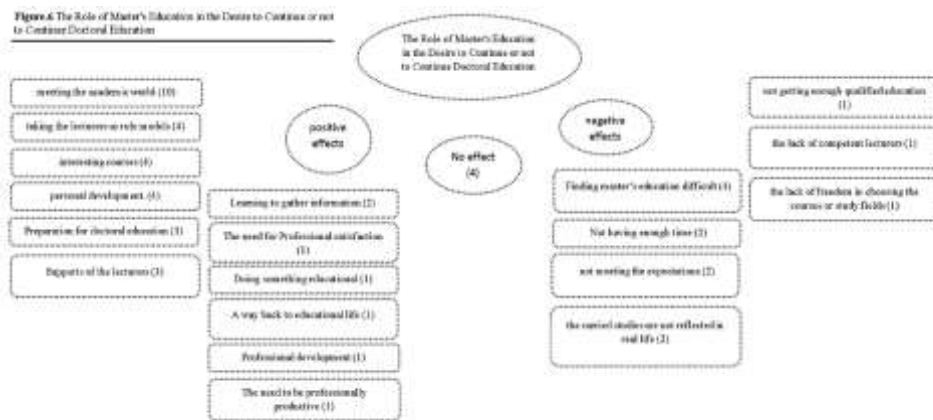 Figure.6 The Role of Master's Education in the Desire to Continue or not
to Continue Doctoral Education
The Role of Master's Education
in the Desire to Continue or not
to Continue Doctoral Education
positive
effects
No effect
(4)
negative
effects
meeting the academic world (10)
taking the lecturers as role models (4)
interesting courses (4)
personal development (4)
Preparation for doctoral education (3)
Supports of the lecturers (3)
Learning to gather information (2)
The need for Professional satisfaction
Doing something educational (1)
A way back to educational life (1)
Professional development (1)
The need to be professionally
productive (1)
Finding master's education difficult
Not having enough time (2)
not meeting the expectations (2)
the carried studies are not reflected in
real life (2)
not getting enough qualified education
(1)
the lack of competent lecturers (1)
the lack of freedom in choosing the
courses or study fields (1)